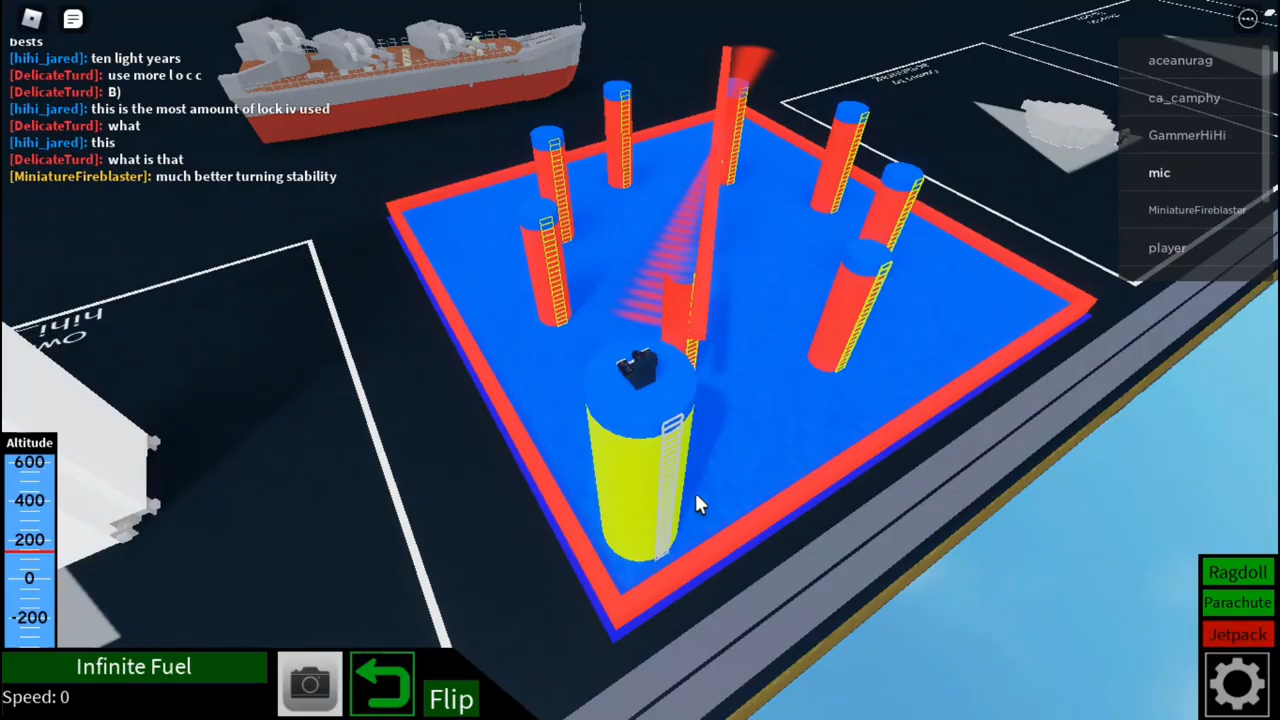 bests
[hihi_jared]: ten light years
[DelicateTurd]: use more l o c c
[DelicateTurd]: B)
[hihi_jared]: this is the most amount of lock iv used
[DelicateTurd]: what
[hihi_jared]: this
[DelicateTurd]: what is that
[MiniatureFireblaster]: much better turning stability
aceanurag
ca_camphy
GammerHiHi
mic
MiniatureFireblaster
player
hihi
Altitude
600
400
200
0
-200
Ragdoll
Parachute
Jetpack
Infinite Fuel
Speed: 0
Flip